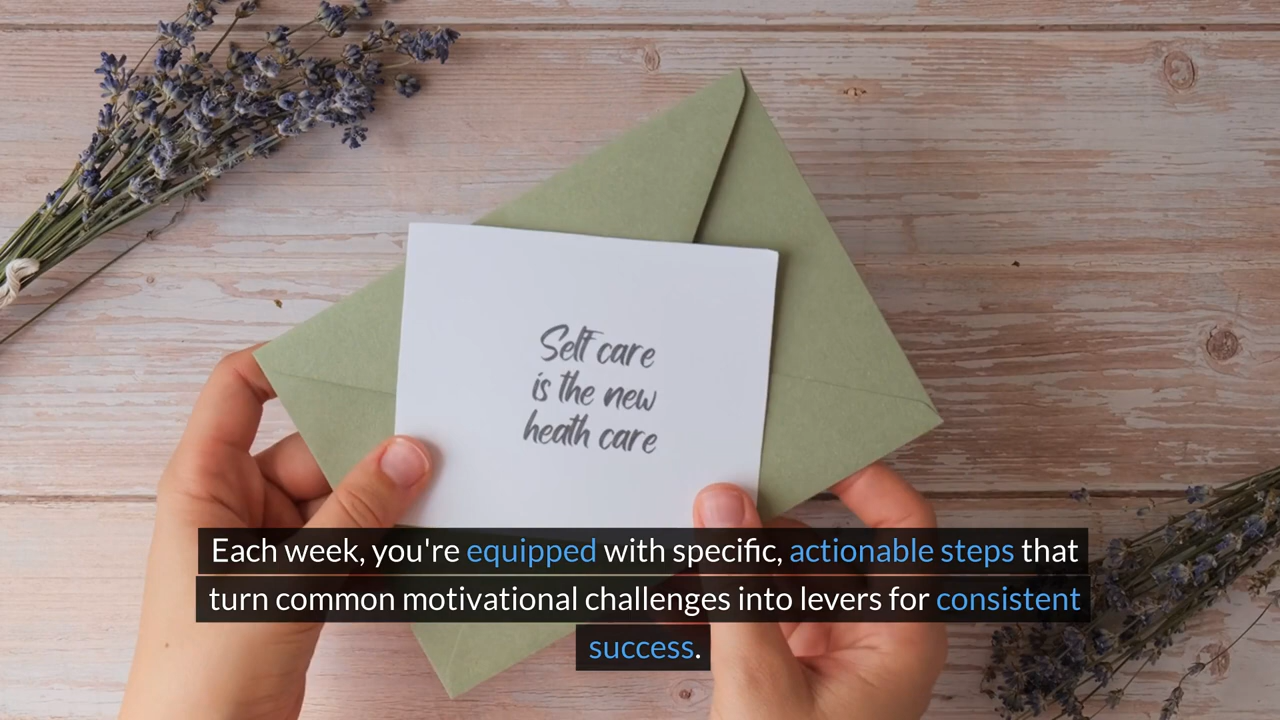 Self care
is the new
heath care
Each week, you're equipped with specific, actionable steps that
turn common motivational challenges into levers for consistent
success.